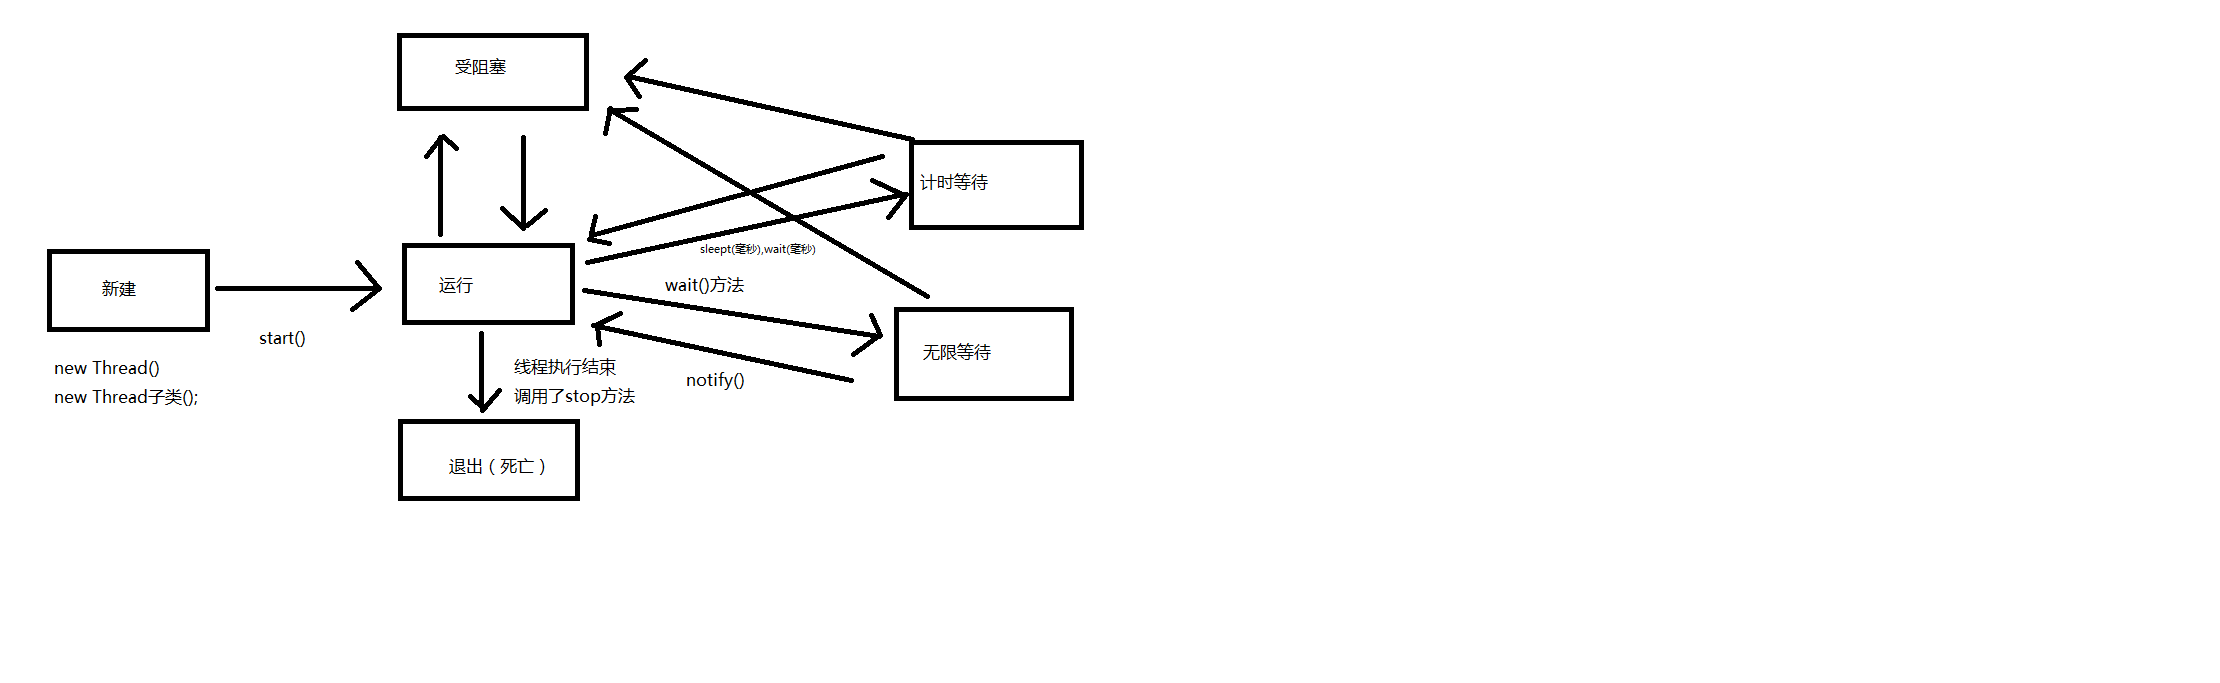 受阻塞
计时等待
sleept(毫秒),wait(毫秒)
新建
运行
wait()方法
start()
无限等待
new Thread()
new Thread子类();
线程执行结束
调用了stop方法
notify()
退出（死亡）